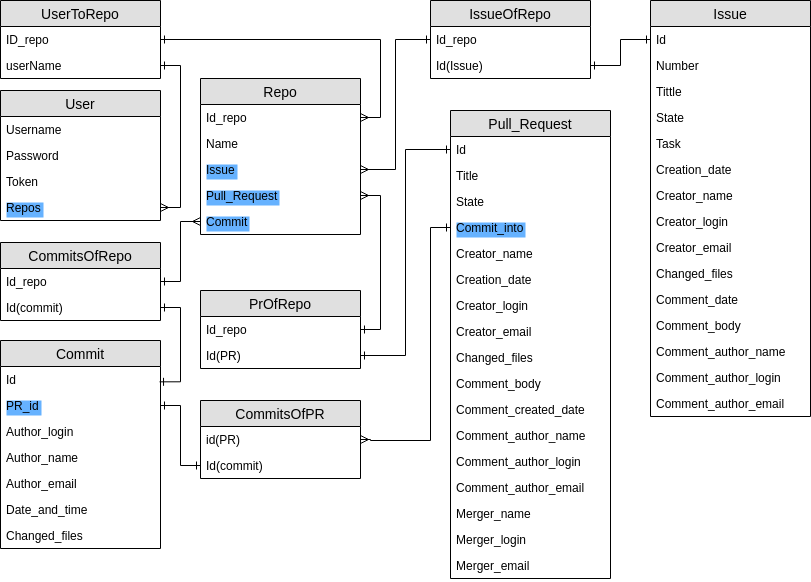 UserToRepo
ID_repo
userName
User
Username
Password
Token
Repos
CommitsOfRepo
Id_repo
Id(commit)
Commit
Id
PR_id
Author_login
Author_name
Author_email
Date_and_time
Changed_files
Repo
Id_repo
Name
Issue
Pull_Request
Commit
PrOfRepo
Id_repo
Id(PR)
CommitsOfPR
id(PR)
Id(commit)
IssueOfRepo
Id_repo
Id(Issue)
Pull_Request
Id
Title
State
Commit_into
Creator_name
Creation_date
Creator_login
Creator_email
Changed_files
Comment_body
Comment_created_date
Comment_author_name
Comment_author_login
Comment_author_email
Merger_name
Merger_login
Merger_email
Issue
Id
Number
Tittle
State
Task
Creation_date
Creator_name
Creator_login
Creator_email
Changed_files
Comment_date
Comment_body
Comment_author_name
Comment_author_login
Comment_author_email